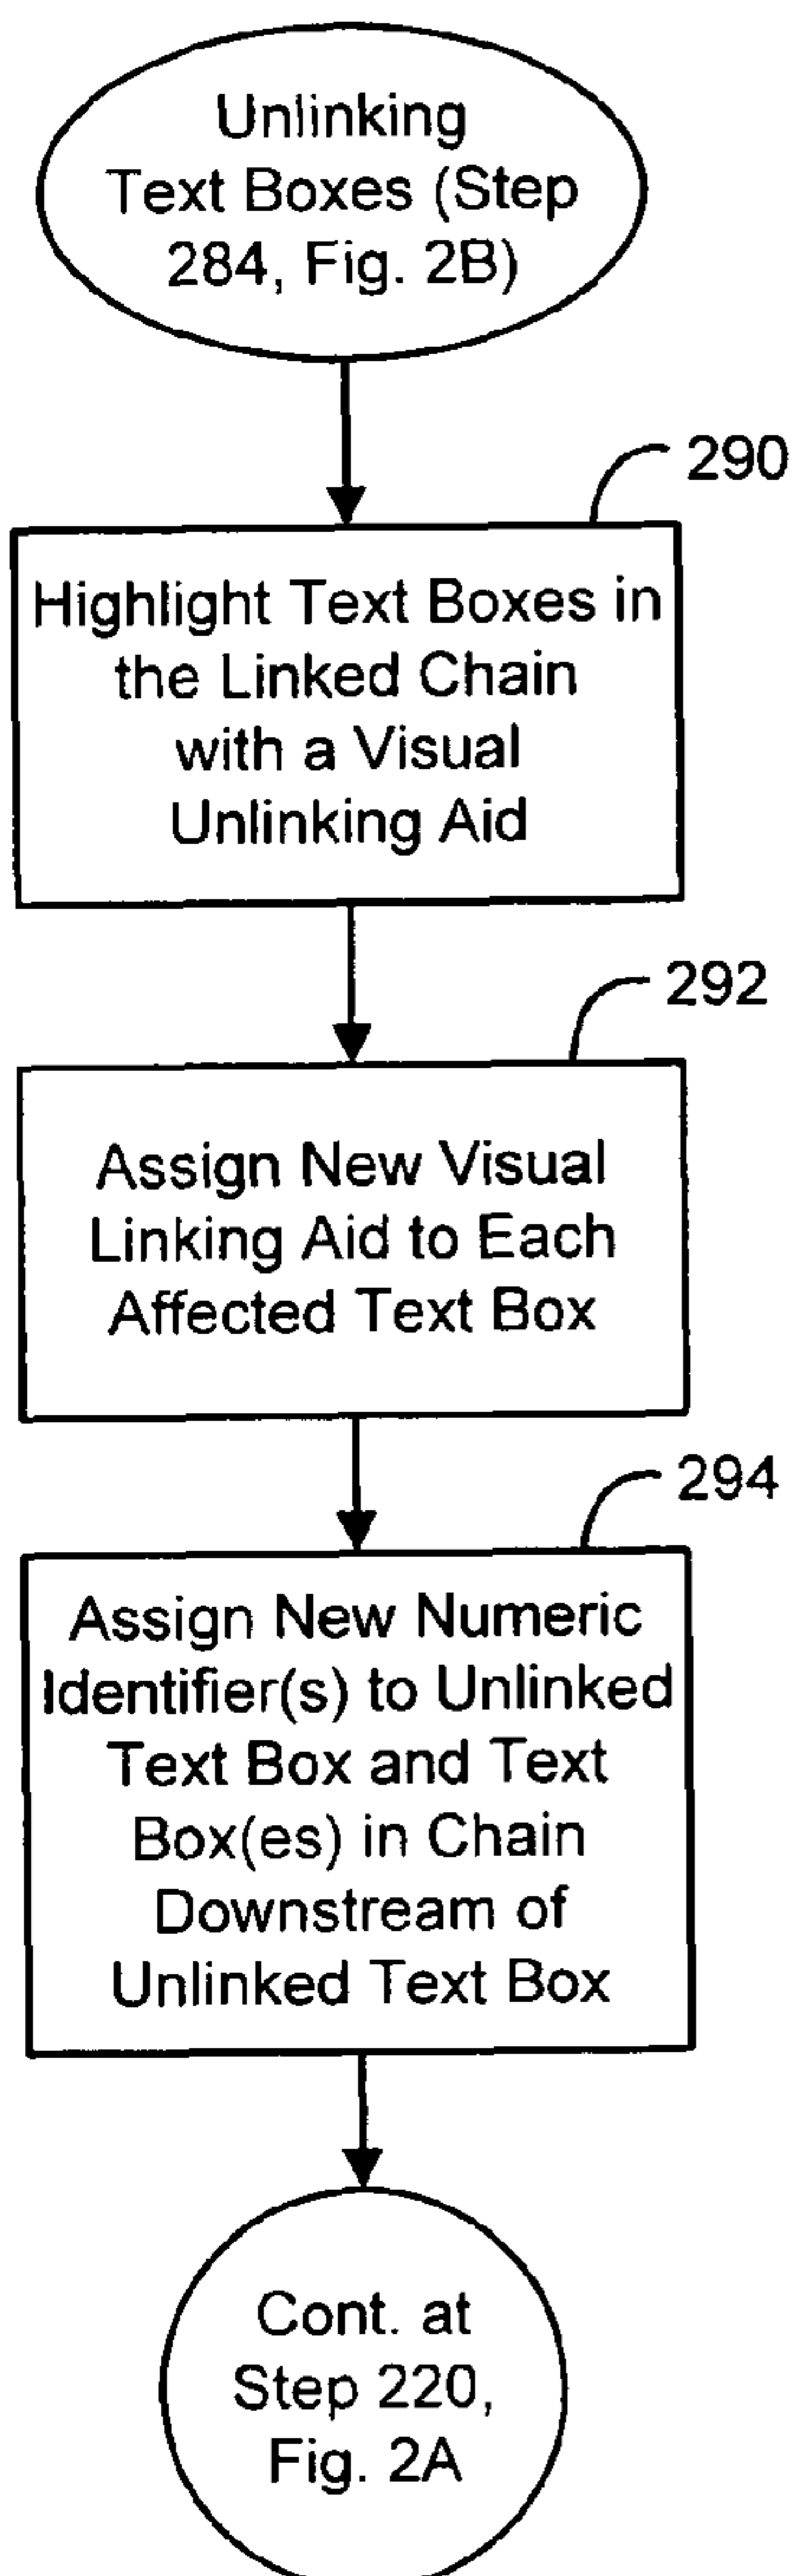 Unlinking
Text Boxes (Step
284, Fig. 2B)
290
Highlight Text Boxes in
the Linked Chain
with a Visual
Unlinking Aid
292
Assign New Visual
Linking Aid to Each
Affected Text Box
294
Assign New Numeric
Identifier(s) to Unlinked
Text Box and Text
Box(es) in Chain
Downstream of
Unlinked Text Box
Cont. at
Step 220,
Fig. 2A